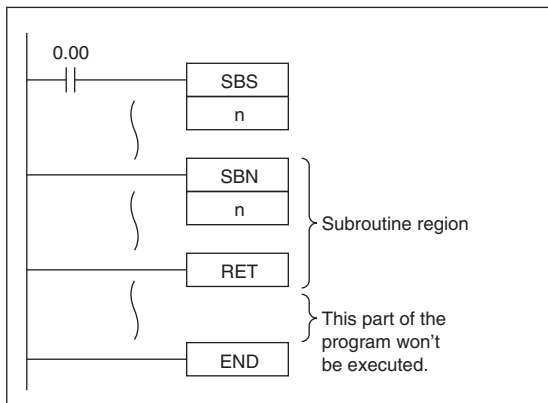 0.00
SBS
n
SBN
n
Subroutine region
RET
This part of the
program won't
be executed.
END